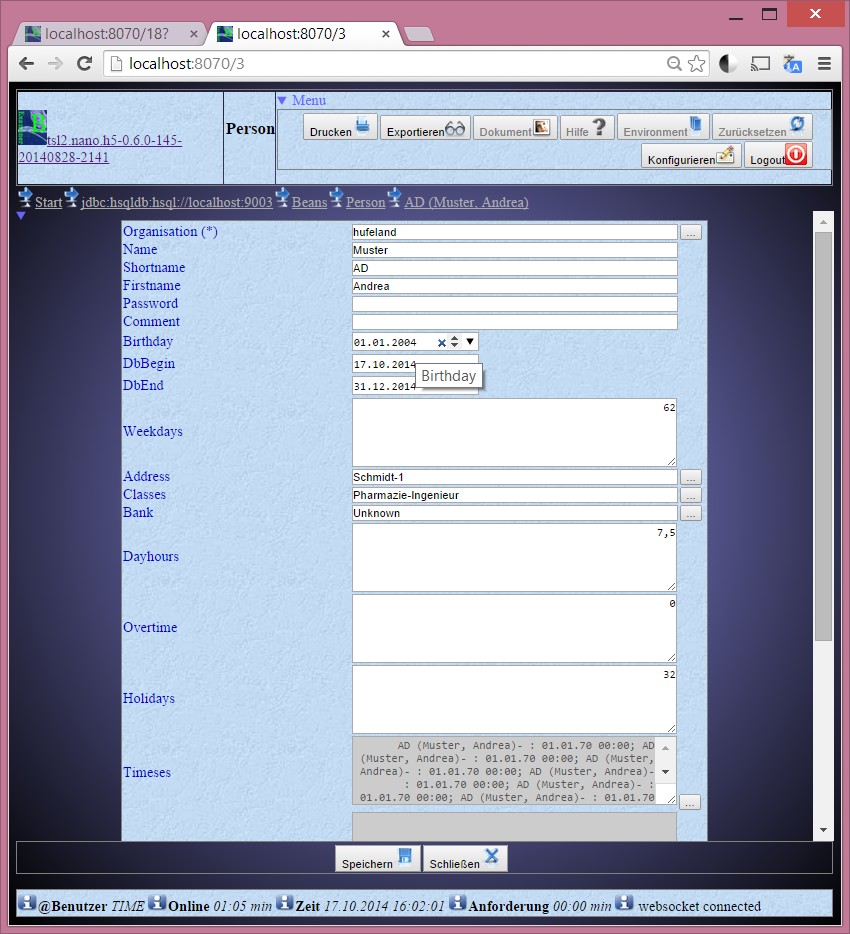 localhost:8070/18?
localhost:8070/3
localhost:8070/3
tsl2.nano.h5-0.6.0-145-
20140828-2141
Person
Menu
Drucken Exportieren Dokument Hilfe Environment Zurücksetzen
Konfigurieren Logout
Start jdbc:hsqldb:hsql://localhost:9003 Beans Person AD (Muster, Andrea)
Organisation (*) hufeland ...
Name Muster
Shortname AD
Firstname Andrea
Password
Comment
Birthday 01.01.2004
DbBegin 17.10.2014
Birthday
DbEnd 31.12.2014
Weekdays 62
Address Schmidt-1 ...
Classes Pharmazie-Ingenieur ...
Bank Unknown ...
Dayhours 7,5
Overtime 0
Holidays 32
Timeses
AD (Muster, Andrea)- : 01.01.70 00:00; AD
(Muster, Andrea)- : 01.01.70 00:00; AD (Muster,
Andrea)- : 01.01.70 00:00; AD (Muster, Andrea)-
: 01.01.70 00:00; AD (Muster, Andrea)- :
01.01.70 00:00; AD (Muster, Andrea)- : 01.01.70
...
Speichern Schließen
@Benutzer TIME Online 01:05 min Zeit 17.10.2014 16:02:01 Anforderung 00:00 min websocket connected